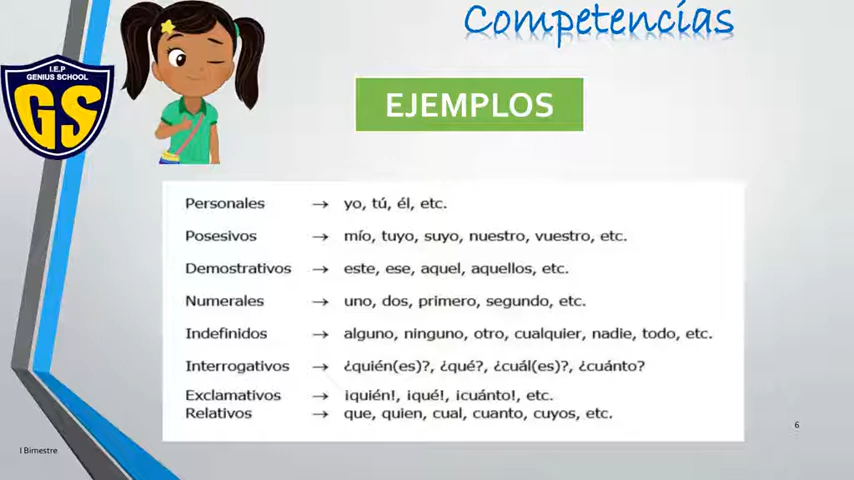 Competencias
I.E.P
GENIUS SCHOOL
GS
EJEMPLOS
Personales → yo, tú, él, etc.
Posesivos → mío, tuyo, suyo, nuestro, vuestro, etc.
Demostrativos → este, ese, aquel, aquellos, etc.
Numerales → uno, dos, primero, segundo, etc.
Indefinidos → alguno, ninguno, otro, cualquier, nadie, todo, etc.
Interrogativos → ¿quién(es)?, ¿qué?, ¿cuál(es)?, ¿cuánto?
Exclamativos → ¡quién!, ¡qué!, ¡cuánto!, etc.
Relativos → que, quien, cual, cuanto, cuyos, etc.
6
I Bimestre